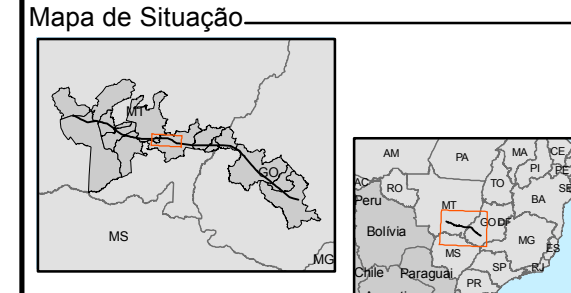 Mapa de Situação
MT
GO
MS
MG
AM
PA
MA
CE
AC
RO
TO
PI
PE
SE
Peru
MT
BA
Bolívia
GO
DF
MG
ES
MS
Chile
Paraguai
SP
RJ
PR